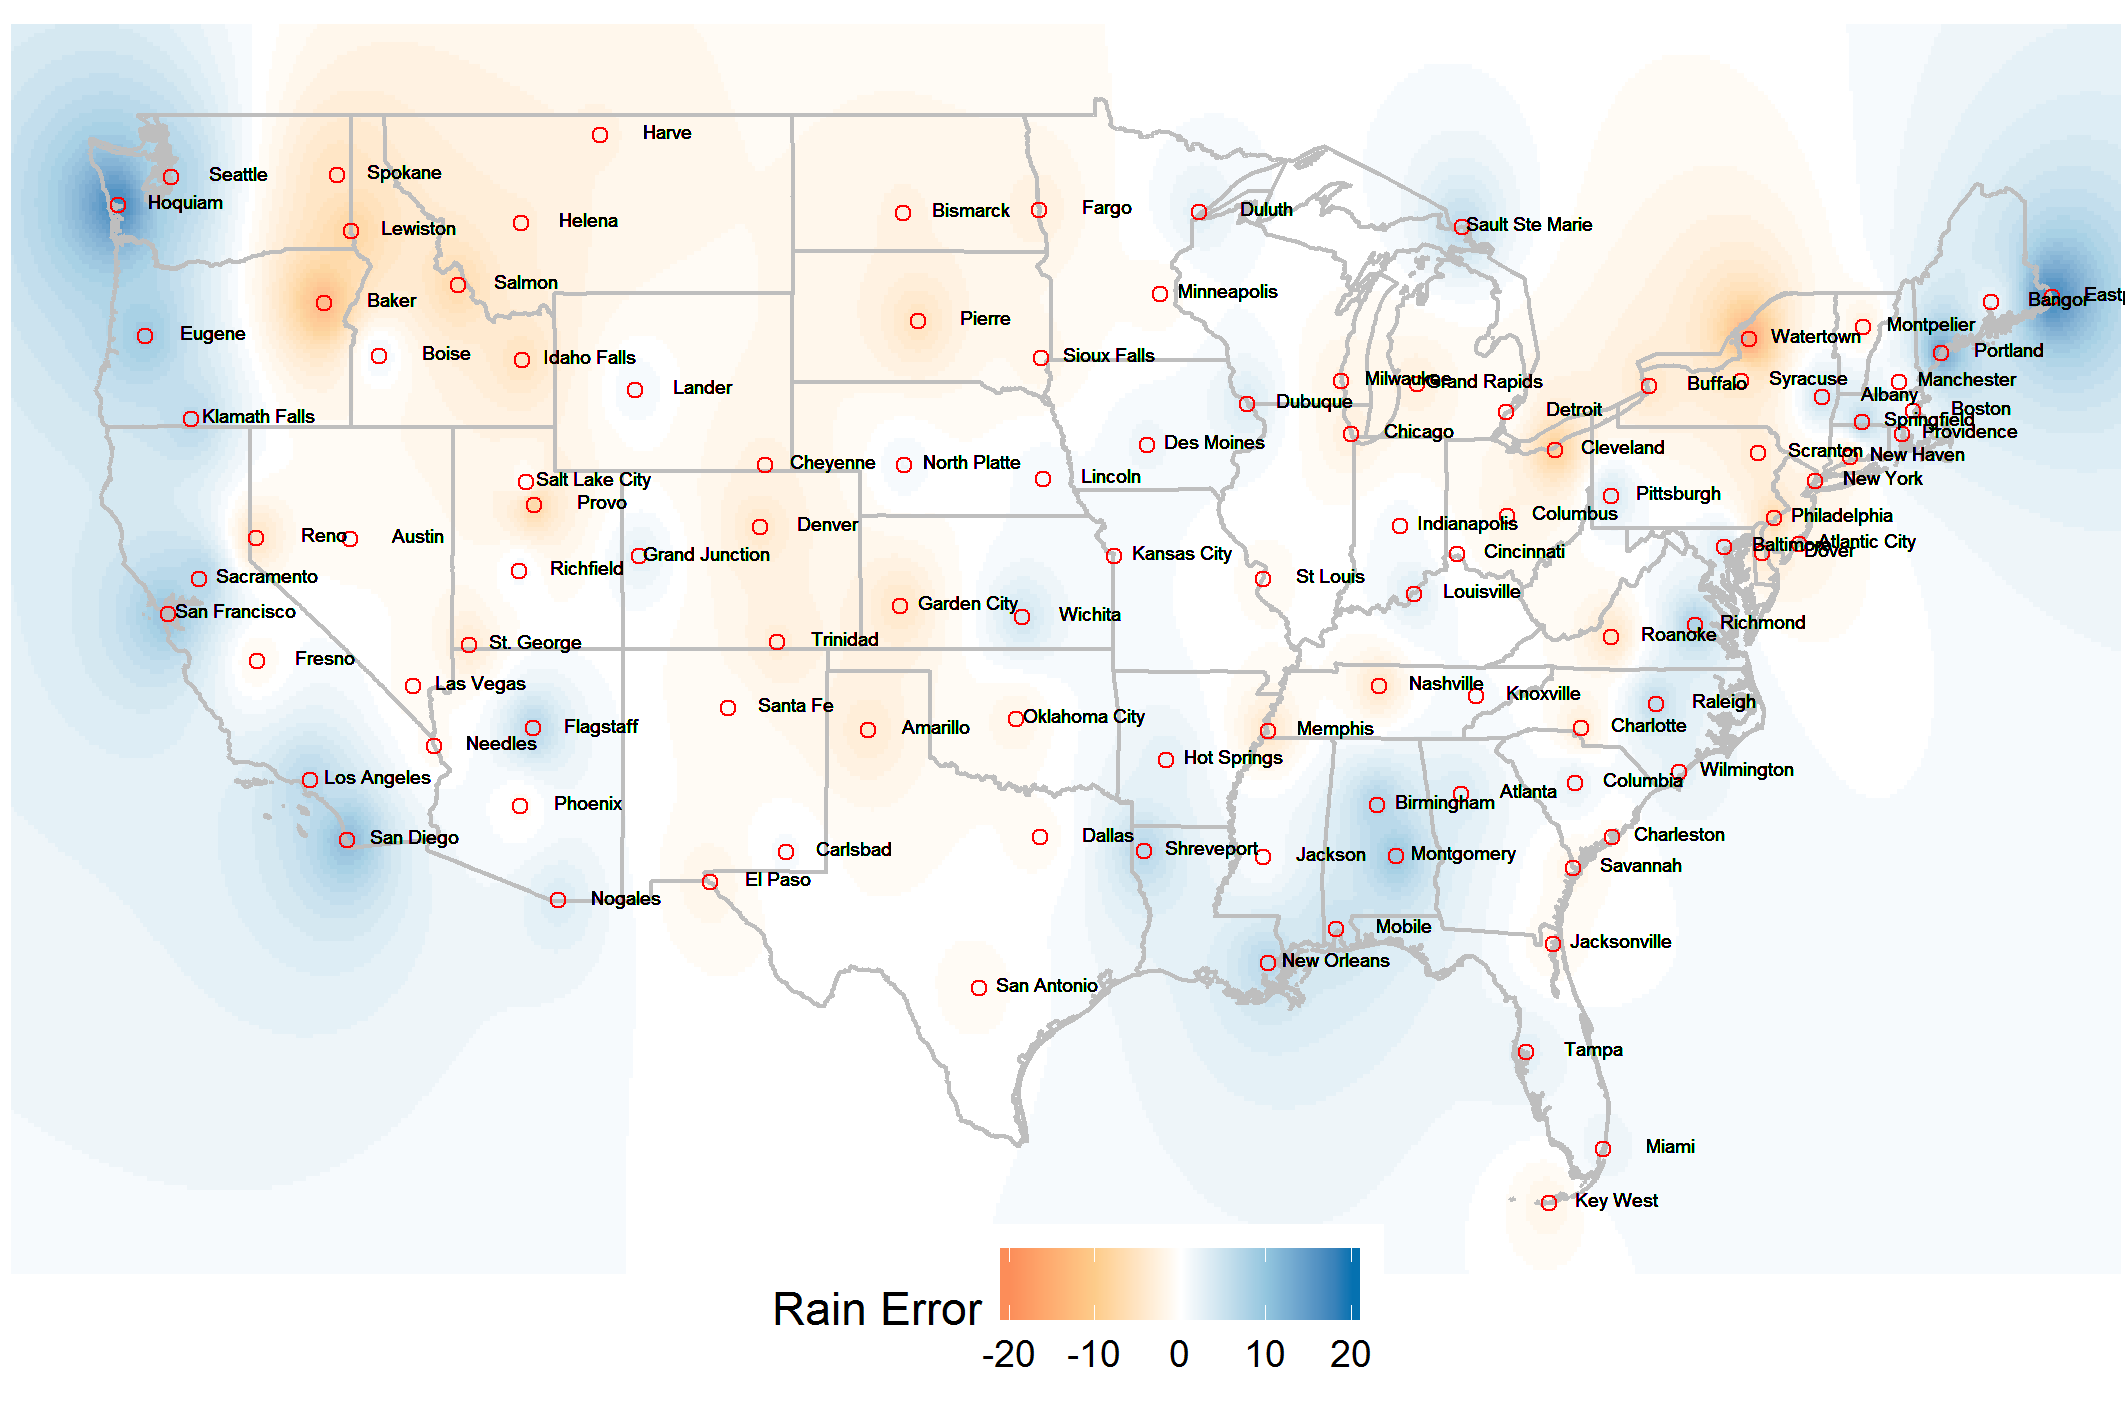 Harve
Seattle
Spokane
Hoquiam
Bismarck
Fargo
Duluth
Helena
Lewiston
Sault Ste Marie
Salmon
Minneapolis
Baker
Bangor
Eastp
Pierre
Montpelier
Eugene
Watertown
Boise
Idaho Falls
Sioux Falls
Portland
Lander
Milwaukee
Grand Rapids
Buffalo
Syracuse
Manchester
Dubuque
Albany
Klamath Falls
Detroit
Boston
Springfield
Chicago
Providence
Des Moines
Cleveland
Scranton
New Haven
Cheyenne
North Platte
Salt Lake City
Lincoln
New York
Provo
Pittsburgh
Columbus
Philadelphia
Denver
Indianapolis
Reno
Austin
Atlantic City
Baltimore
Dover
Grand Junction
Kansas City
Cincinnati
Richfield
Sacramento
St Louis
Louisville
San Francisco
Garden City
Wichita
Richmond
Roanoke
St. George
Trinidad
Fresno
Las Vegas
Nashville
Knoxville
Santa Fe
Raleigh
Flagstaff
Amarillo
Oklahoma City
Memphis
Charlotte
Needles
Hot Springs
Wilmington
Los Angeles
Columbia
Atlanta
Phoenix
Birmingham
San Diego
Dallas
Charleston
Carlsbad
Shreveport
Jackson
Montgomery
Savannah
El Paso
Nogales
Mobile
Jacksonville
New Orleans
San Antonio
Tampa
Miami
Key West
Rain Error
-20 -10 0 10 20